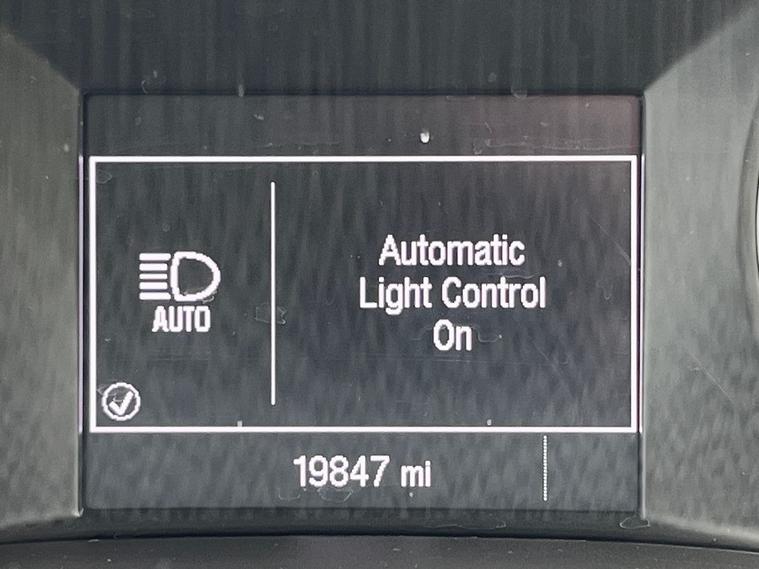 AUTO
Automatic
Light Control
On
19847 mi